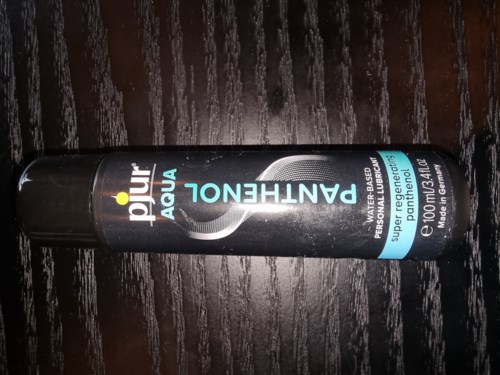 pjur®
AQUA
PANTHENOL
WATER-BASED
PERSONAL LUBRICANT
super regenerating
panthenol
℮ 100 ml/3.4 fl.oz
Made in Germany